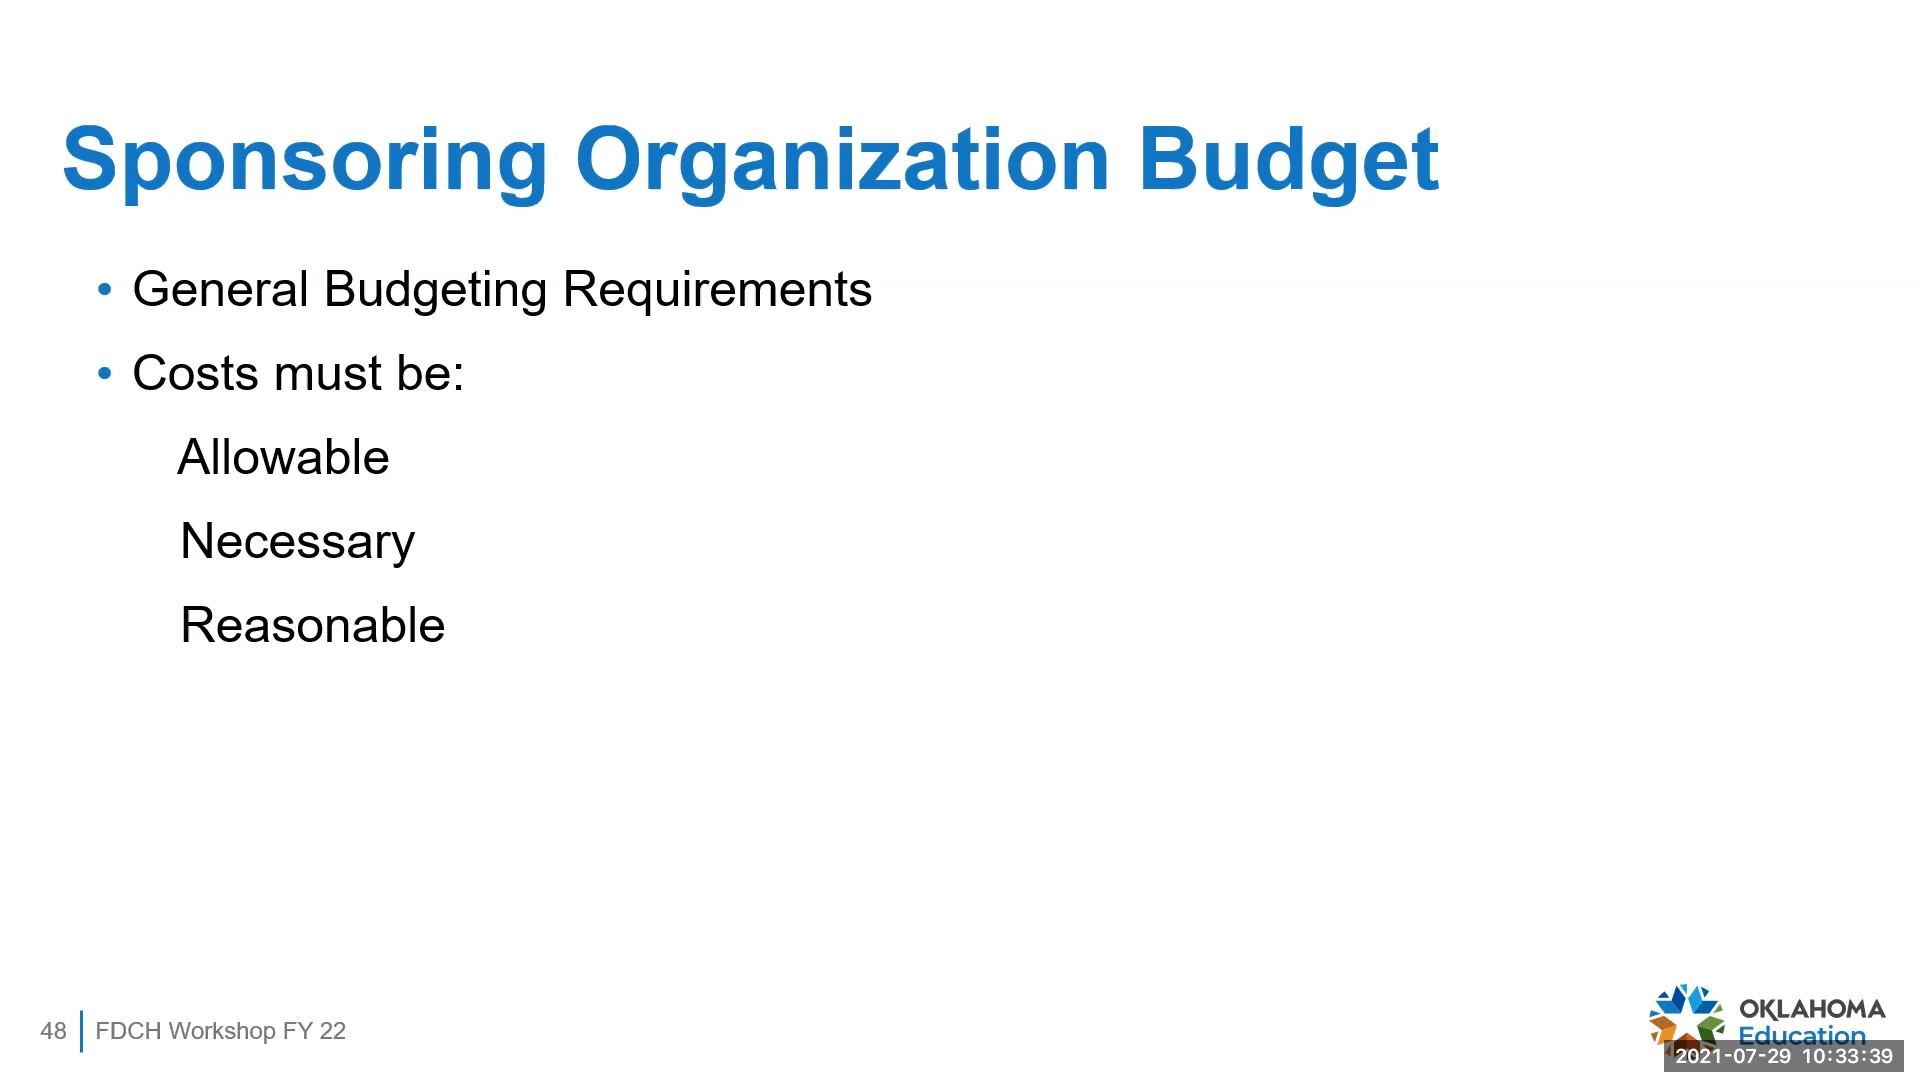 Sponsoring Organization Budget
• General Budgeting Requirements
• Costs must be:
Allowable
Necessary
Reasonable
48
FDCH Workshop FY 22
OKLAHOMA
Education
2021-07-29 10:33:39